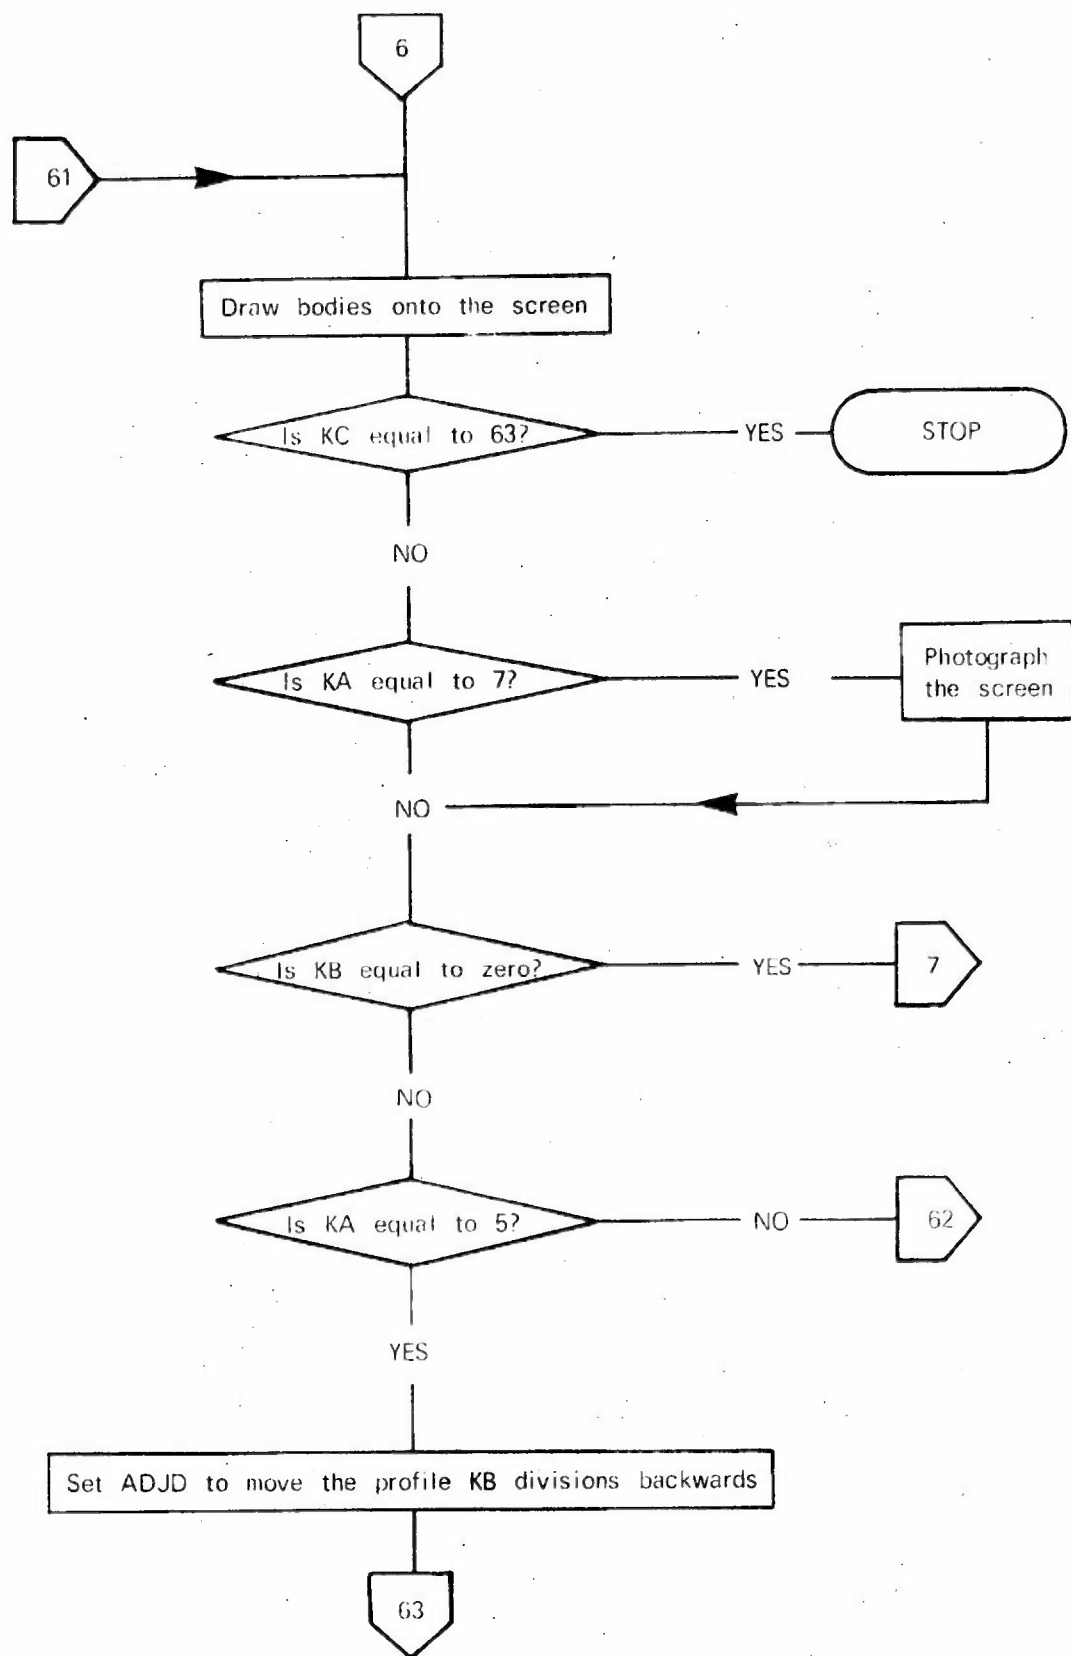 6
61
Draw bodies onto the screen
Is KC equal to 63?
YES
STOP
NO
Is KA equal to 7?
YES
Photograph
the screen
NO
Is KB equal to zero?
YES
7
NO
Is KA equal to 5?
NO
62
YES
Set ADJD to move the profile KB divisions backwards
63